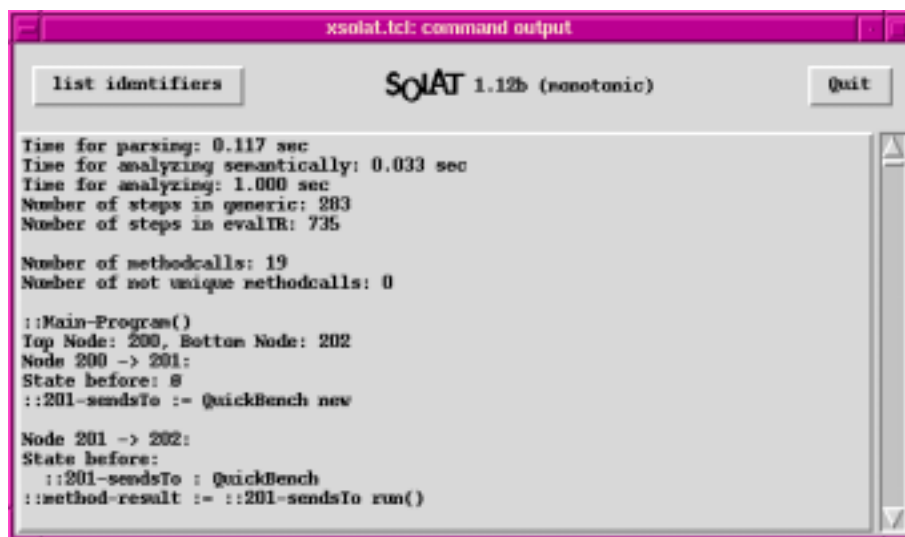 xsolat.tcl: command output
list identifiers
SOLAT 1.12b (monotonic)
Quit
Time for parsing: 0.117 sec
Time for analyzing semantically: 0.033 sec
Time for analyzing: 1.000 sec
Number of steps in generic: 283
Number of steps in evalTR: 735
Number of methodcalls: 19
Number of not unique methodcalls: 0
::Main-Program()
Top Node: 200, Bottom Node: 202
Node 200 -> 201:
State before:
::201-sendsTo := QuickBench new
Node 201 -> 202:
State before:
::201-sendsTo : QuickBench
::method-result := ::201-sendsTo run()